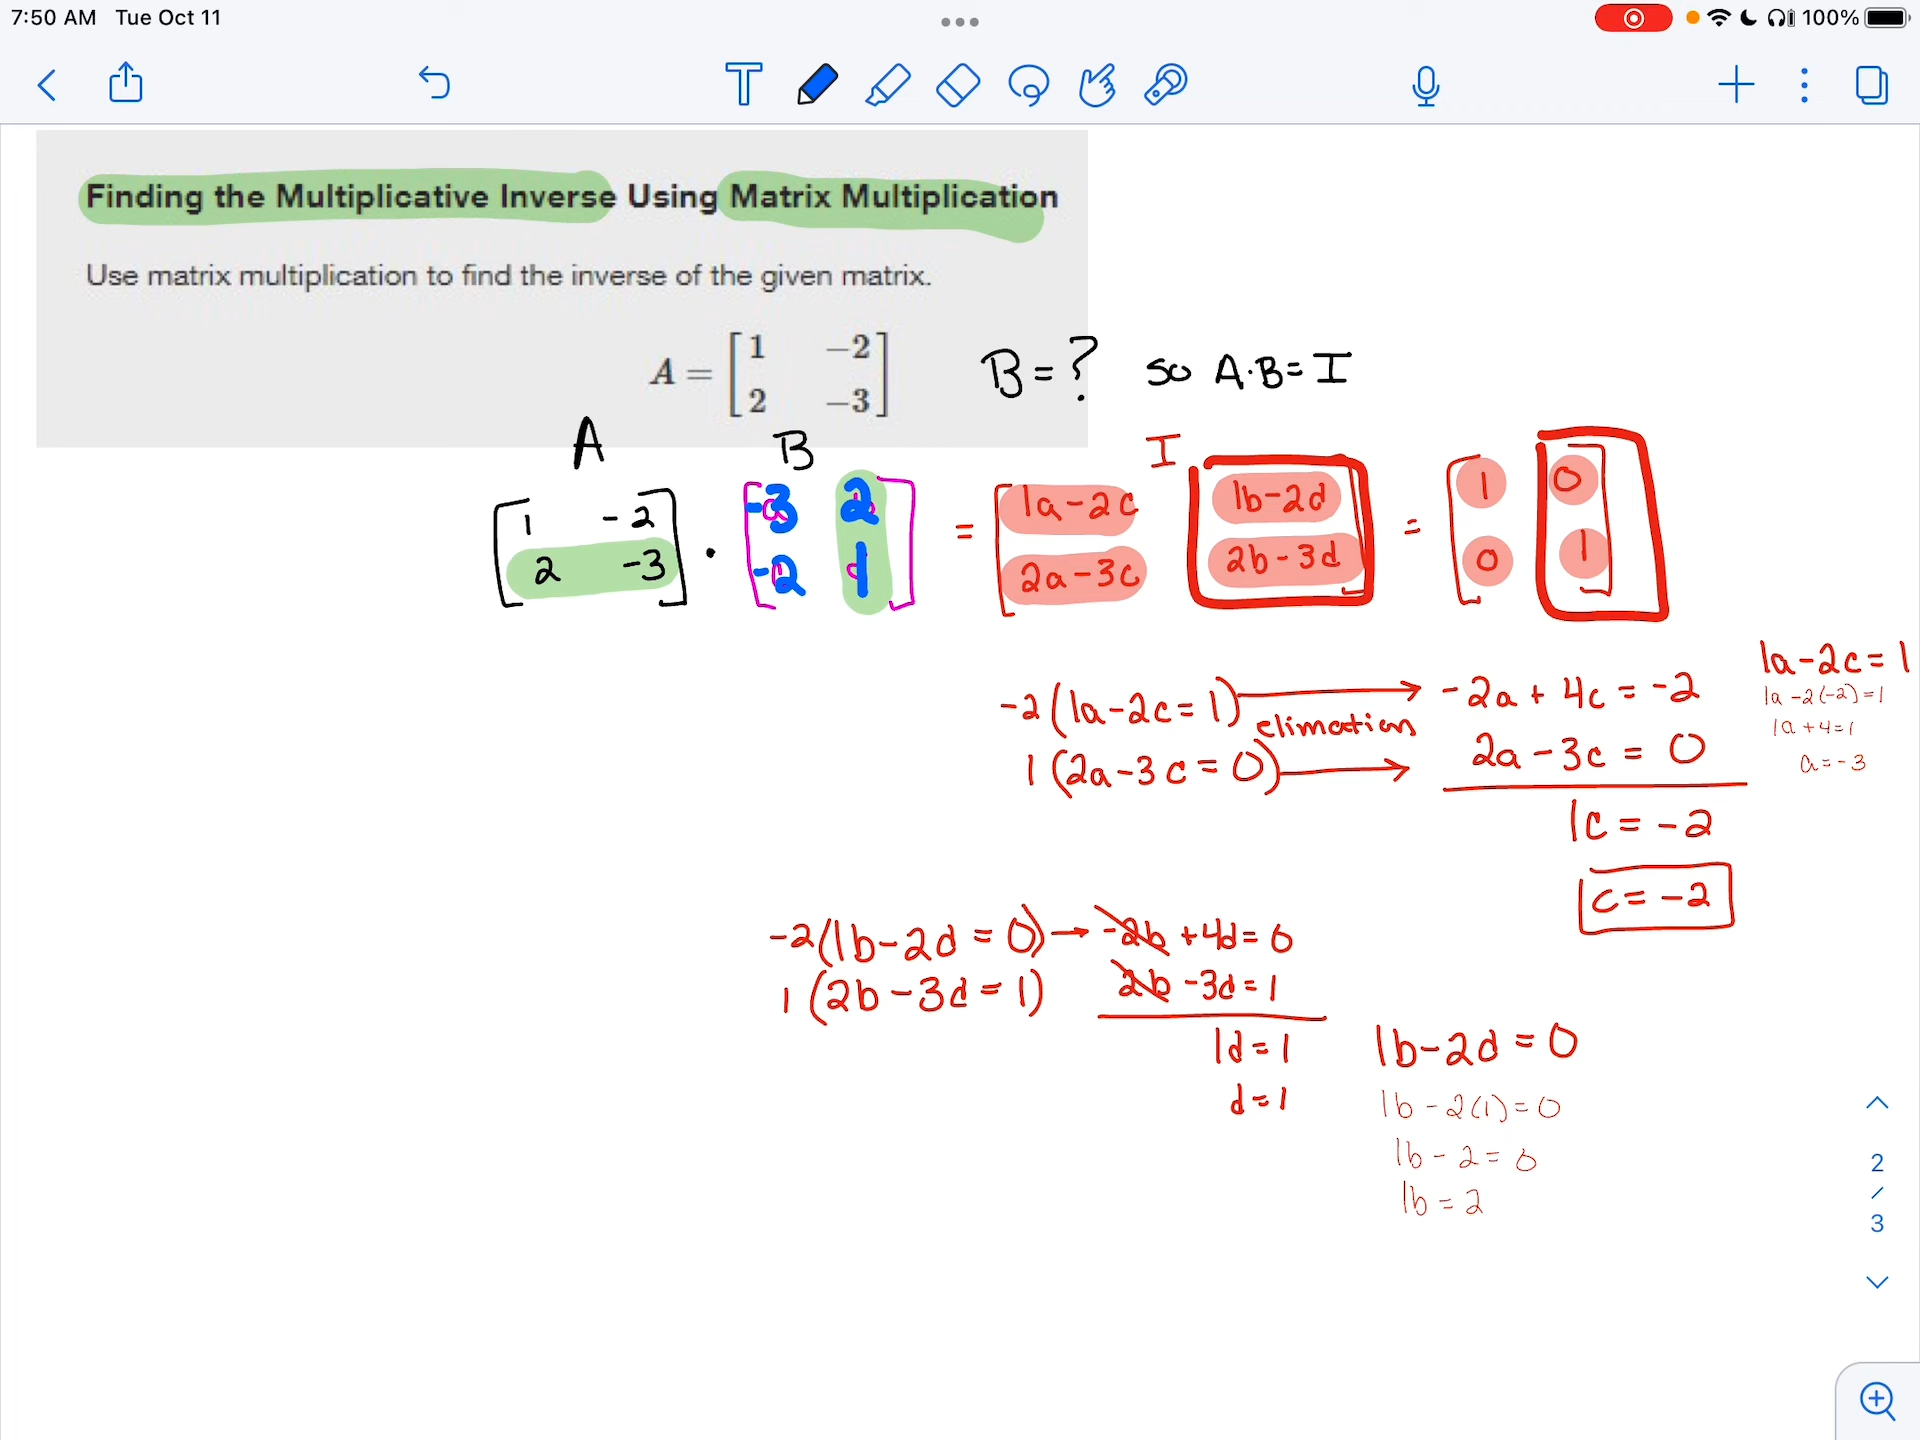 7:50 AM Tue Oct 11
100%
Finding the Multiplicative Inverse Using Matrix Multiplication
Use matrix multiplication to find the inverse of the given matrix.
A = [1 −2
2 −3]
B = ? so A·B = I
A B I
[1 -2 [-3 2 = [1a-2c 1b-2d] = [1 0
2 -3] · -2 1] 2a-3c 2b-3d] 0 1]
-2(1a-2c=1) → -2a + 4c = -2
elimation
1(2a-3c=0) → 2a - 3c = 0
1c = -2
c = -2
1a-2c = 1
1a -2(-2) = 1
1a + 4 = 1
a = -3
-2(1b-2d = 0) → -2b + 4d = 0
1(2b-3d = 1) 2b - 3d = 1
1d = 1
d = 1
1b-2d = 0
1b - 2(1) = 0
1b - 2 = 0
1b = 2
2
/
3